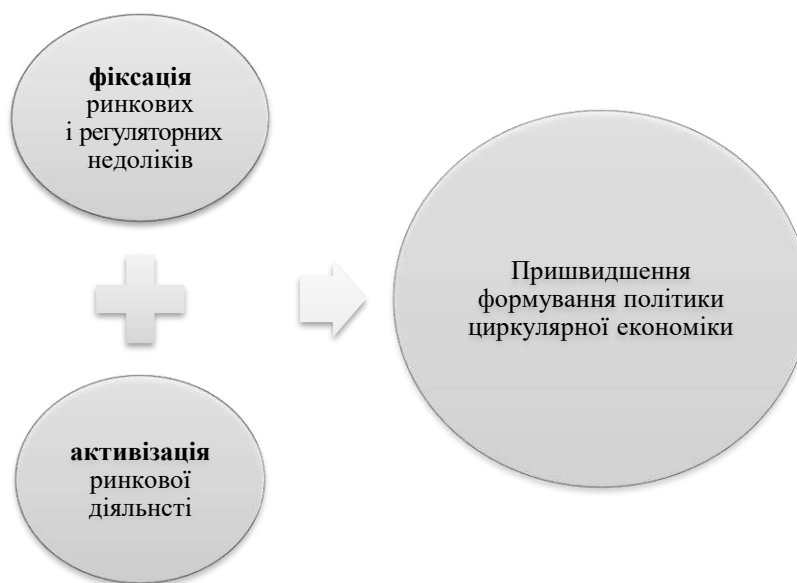 фіксація
ринкових
і регуляторних
недоліків
активізація
ринкової
діяльнсті
Пришвидшення
формування політики
циркулярної економіки